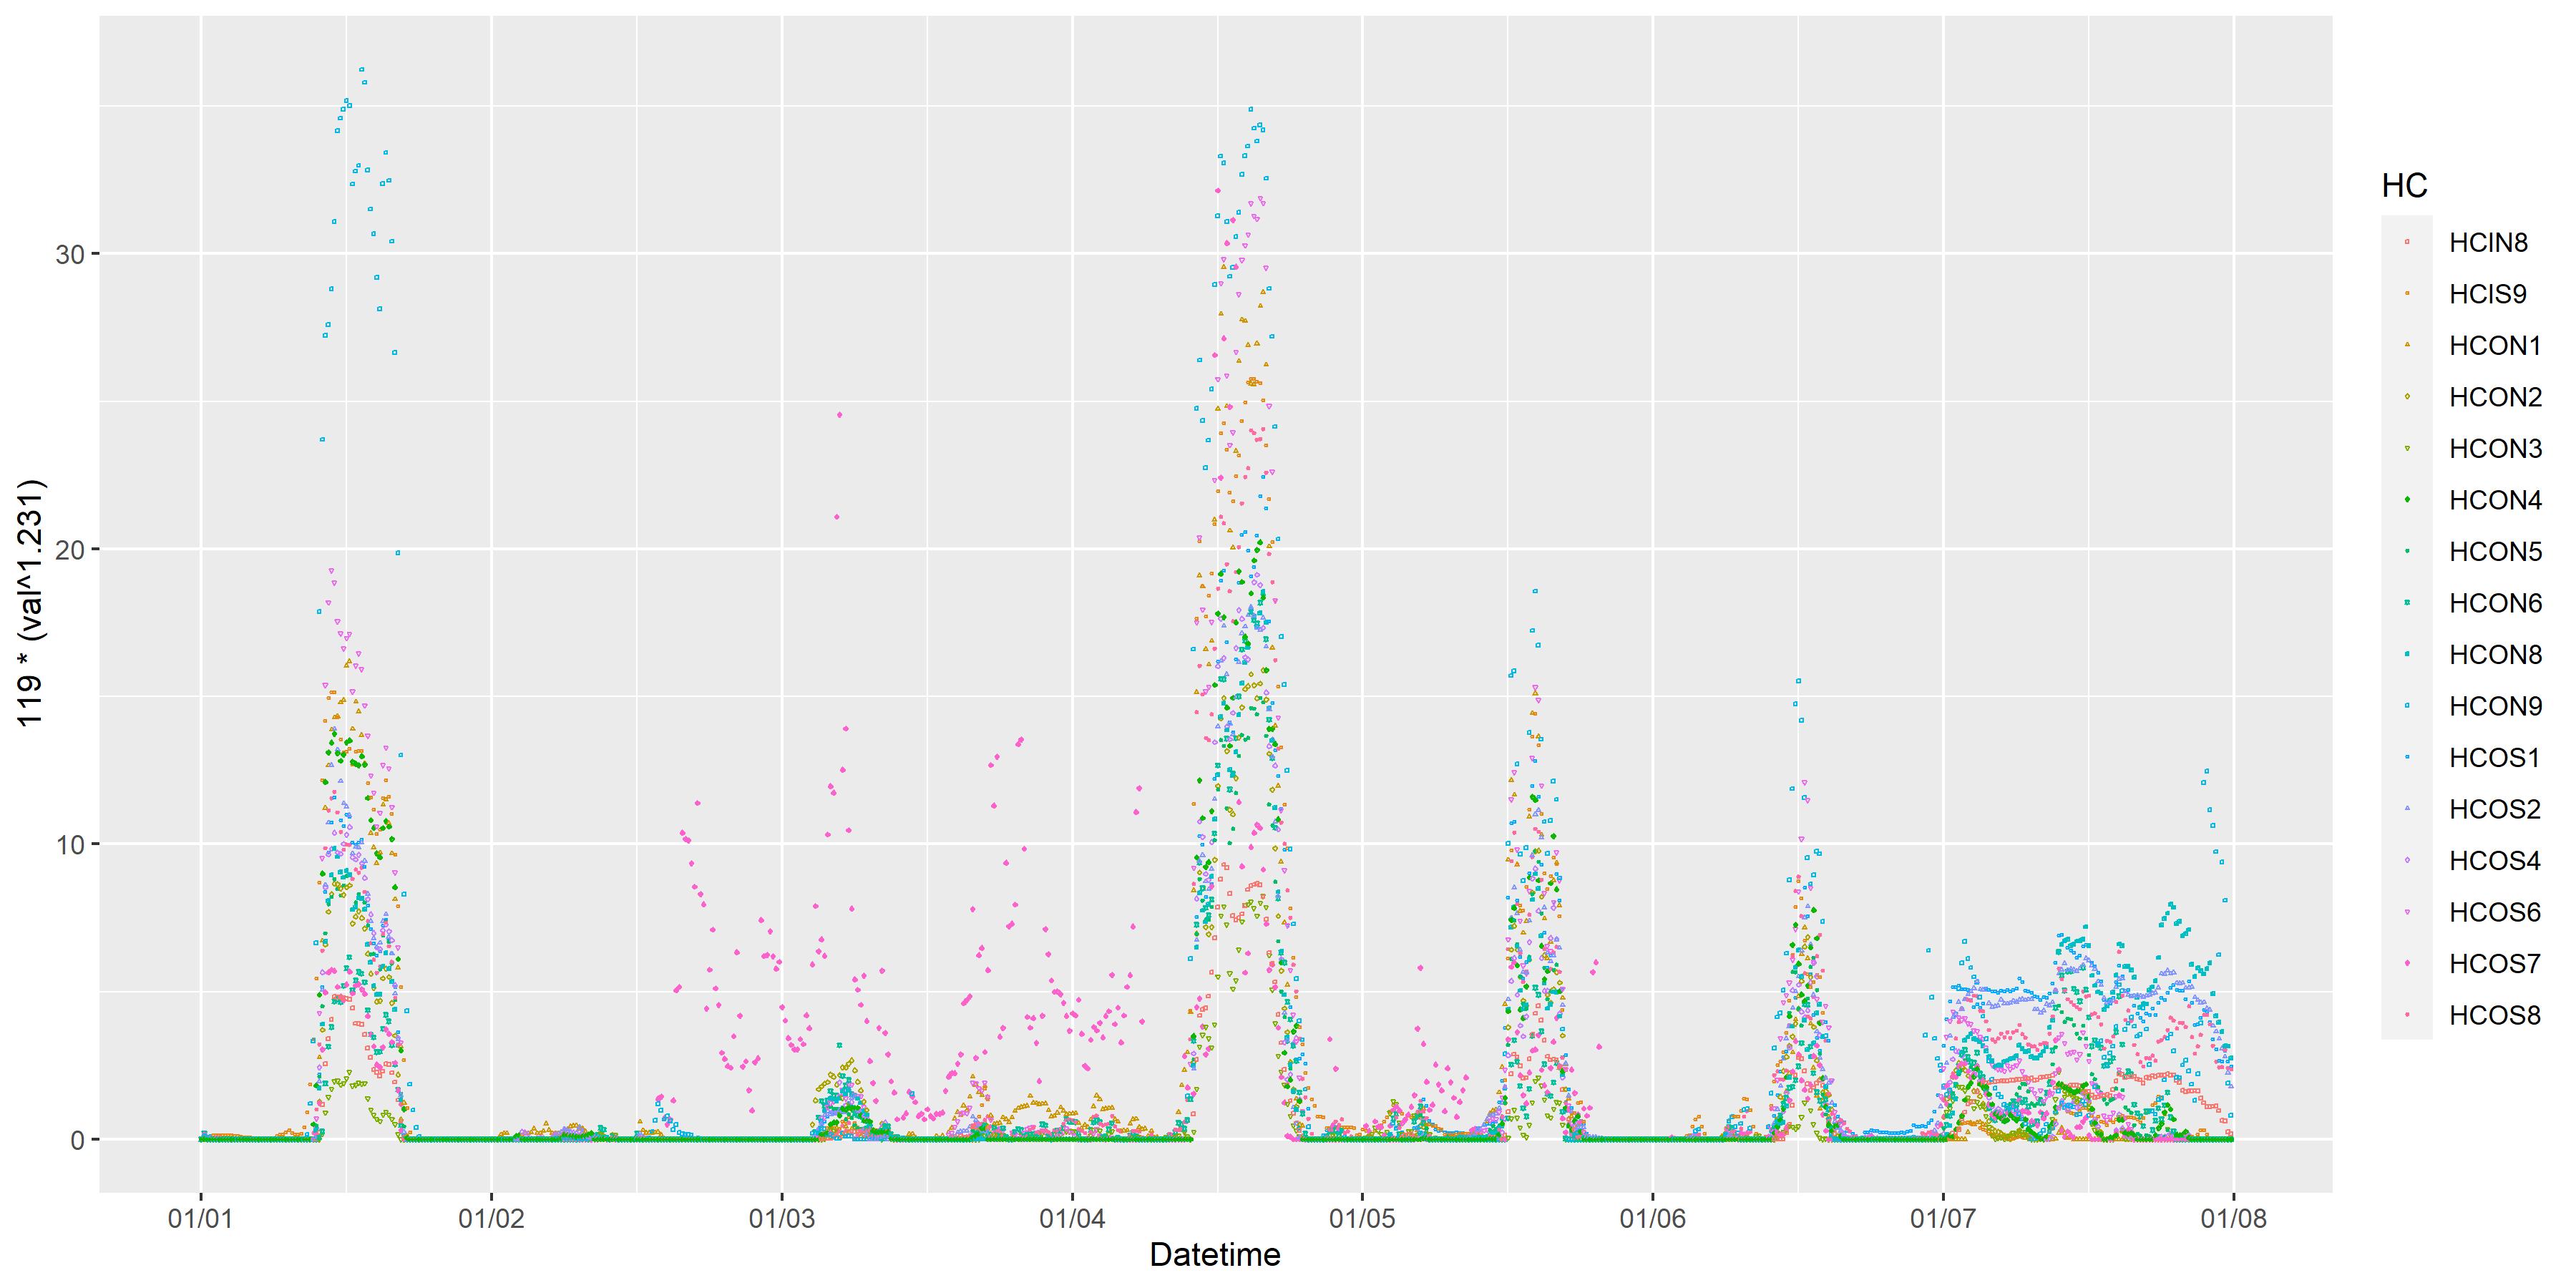 119 * (val^1.231)
30
20
10
0
01/01 01/02 01/03 01/04 01/05 01/06 01/07 01/08
Datetime
HC
HCIN8
HCIS9
HCON1
HCON2
HCON3
HCON4
HCON5
HCON6
HCON8
HCON9
HCOS1
HCOS2
HCOS4
HCOS6
HCOS7
HCOS8